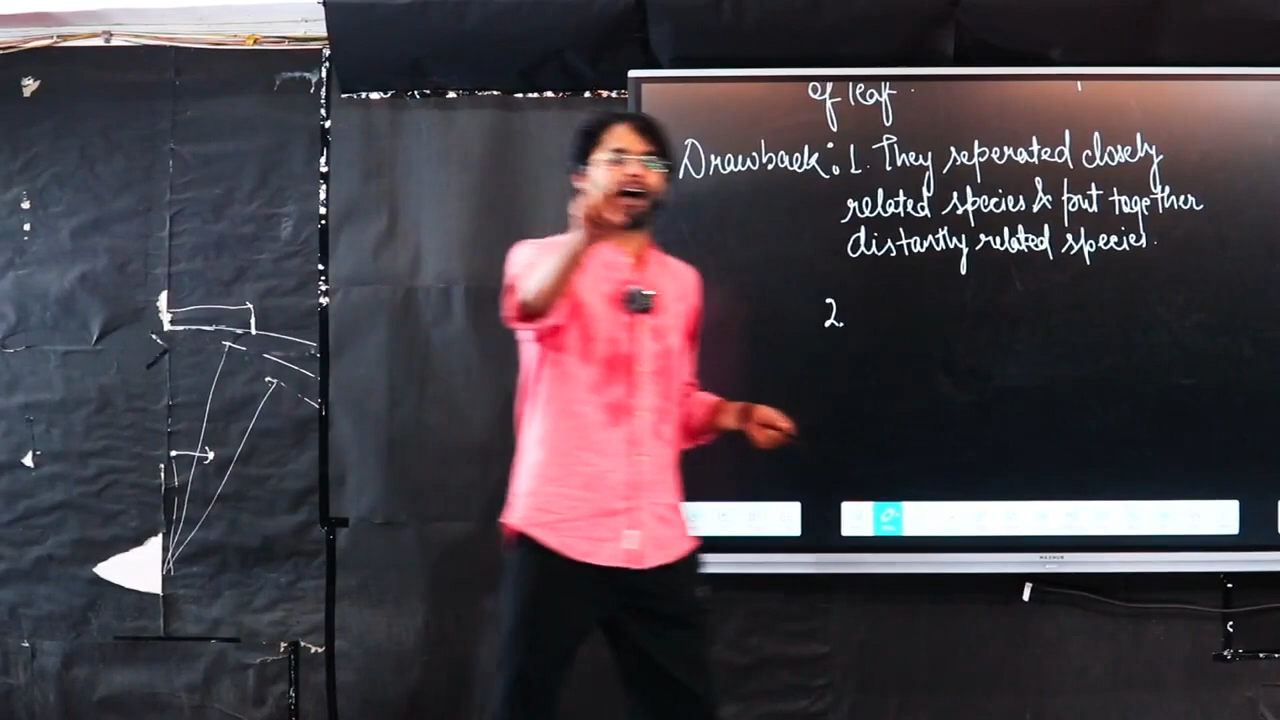 of leaf.
Drawback: 1. They seperated closely
related species & put together
distantly related species.
2.